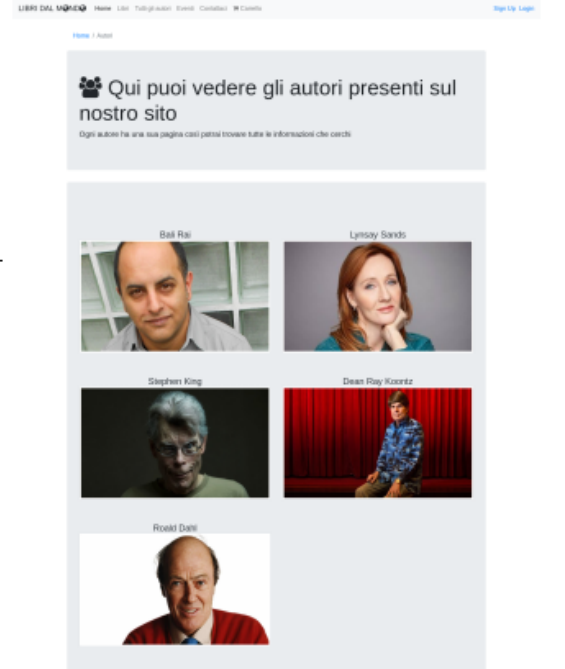 LIBRI DAL MONDO Home Libri Tutti gli autori Eventi Contattaci Carrello Sign Up Login
Home / Autori
Qui puoi vedere gli autori presenti sul
nostro sito
Ogni autore ha una sua pagina così potrai trovare tutte le informazioni che cerchi
Bali Rai
Lynsay Sands
Stephen King
Dean Ray Koontz
Roald Dahl